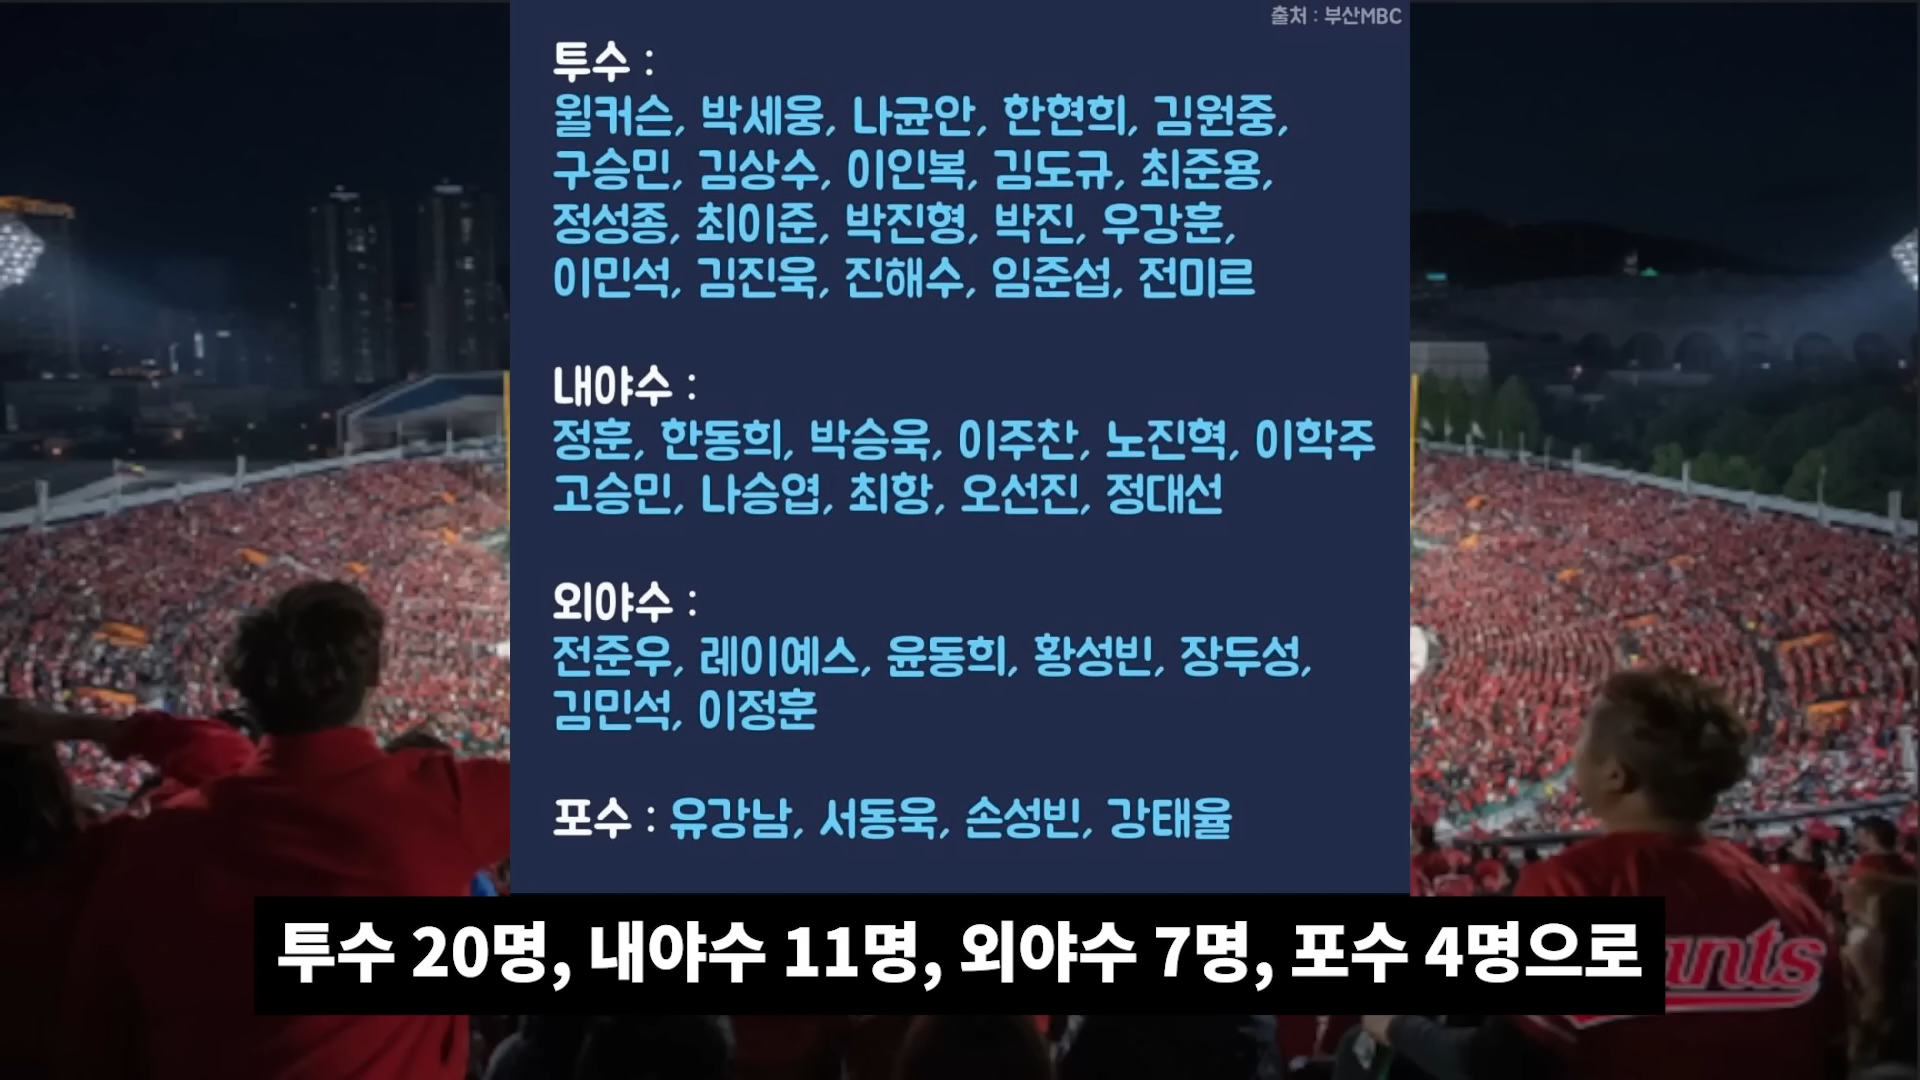 출처 : 부산MBC
투수 :
윌커슨, 박세웅, 나균안, 한현희, 김원중,
구승민, 김상수, 이인복, 김도규, 최준용,
정성종, 최이준, 박진형, 박진, 우강훈,
이민석, 김진욱, 진해수, 임준섭, 전미르
내야수 :
정훈, 한동희, 박승욱, 이주찬, 노진혁, 이학주
고승민, 나승엽, 최항, 오선진, 정대선
외야수 :
전준우, 레이예스, 윤동희, 황성빈, 장두성,
김민석, 이정훈
포수 : 유강남, 서동욱, 손성빈, 강태율
투수 20명, 내야수 11명, 외야수 7명, 포수 4명으로
ants